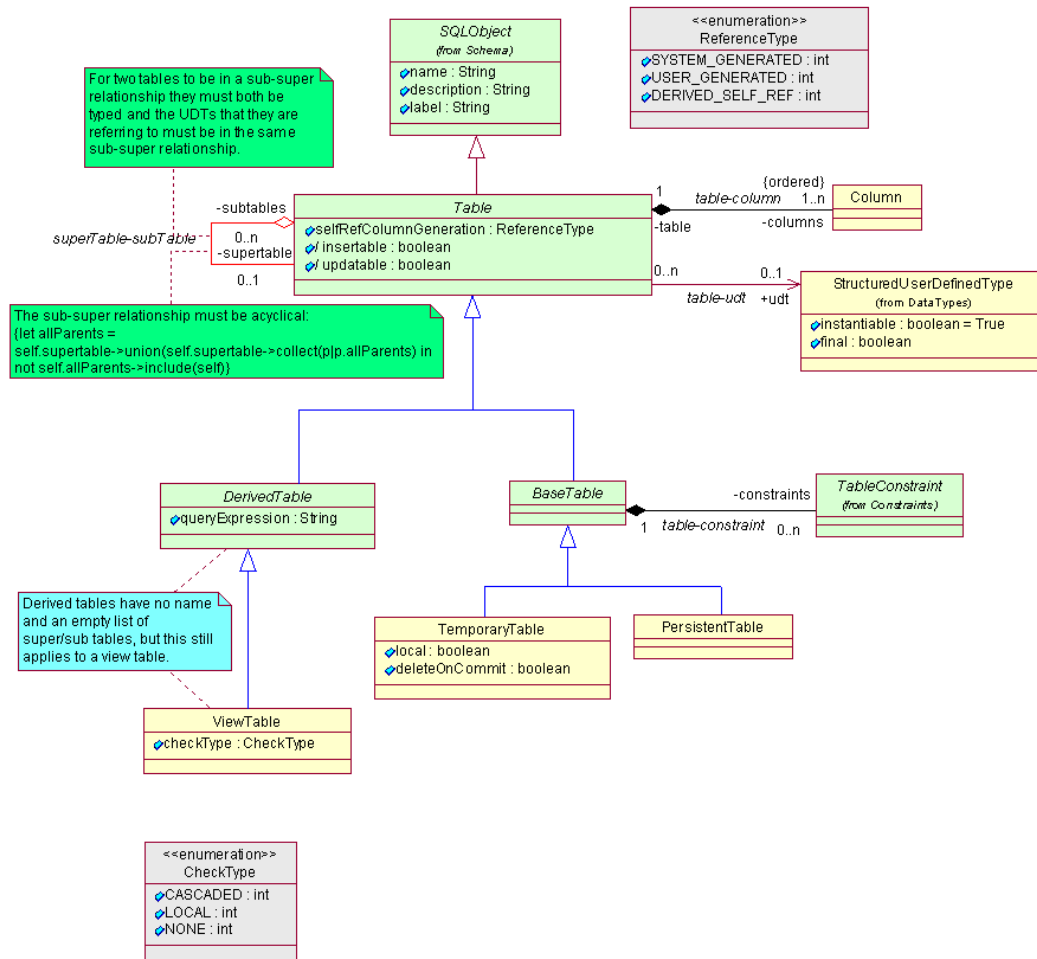 SQLObject
(from Schema)
name : String
description : String
label : String
<<enumeration>>
ReferenceType
SYSTEM_GENERATED : int
USER_GENERATED : int
DERIVED_SELF_REF : int
For two tables to be in a sub-super
relationship they must both be
typed and the UDTs that they are
referring to must be in the same
sub-super relationship.
-subtables
superTable-subTable
0..n
-supertable
0..1
Table
selfRefColumnGeneration : ReferenceType
/ insertable : boolean
/ updatable : boolean
1
{ordered}
table-column
1..n
-table
-columns
Column
0..n
0..1
table-udt
+udt
StructuredUserDefinedType
(from DataTypes)
instantiable : boolean = True
final : boolean
The sub-super relationship must be acyclical:
{let allParents =
self.supertable->union(self.supertable->collect(p|p.allParents) in
not self.allParents->include(self)}
DerivedTable
queryExpression : String
BaseTable
-constraints
1
table-constraint
0..n
TableConstraint
(from Constraints)
Derived tables have no name
and an empty list of
super/sub tables, but this still
applies to a view table.
TemporaryTable
local : boolean
deleteOnCommit : boolean
PersistentTable
ViewTable
checkType : CheckType
<<enumeration>>
CheckType
CASCADED : int
LOCAL : int
NONE : int